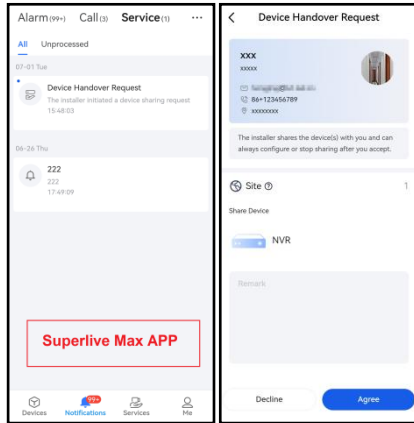 Alarm(99+) Call(3) Service(1) ...
All Unprocessed
07-01 Tue
Device Handover Request
The installer initiated a device sharing request
15:48:03
06-26 Thu
222
222
17:49:09
Superlive Max APP
99+
Devices Notifications Services Me
Device Handover Request
xxx
xxxxx
86+123456789
xxxxxxxx
The installer shares the device(s) with you and can
always configure or stop sharing after you accept.
Site 1
Share Device
NVR
Remark
Decline Agree